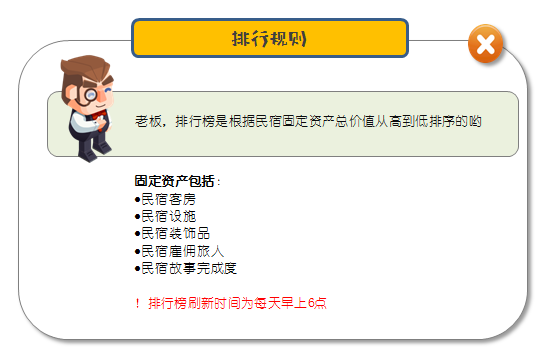 排行规则
老板，排行榜是根据民宿固定资产总价值从高到低排序的哟
固定资产包括：
●民宿客房
●民宿设施
●民宿装饰品
●民宿雇佣旅人
●民宿故事完成度
！排行榜刷新时间为每天早上6点